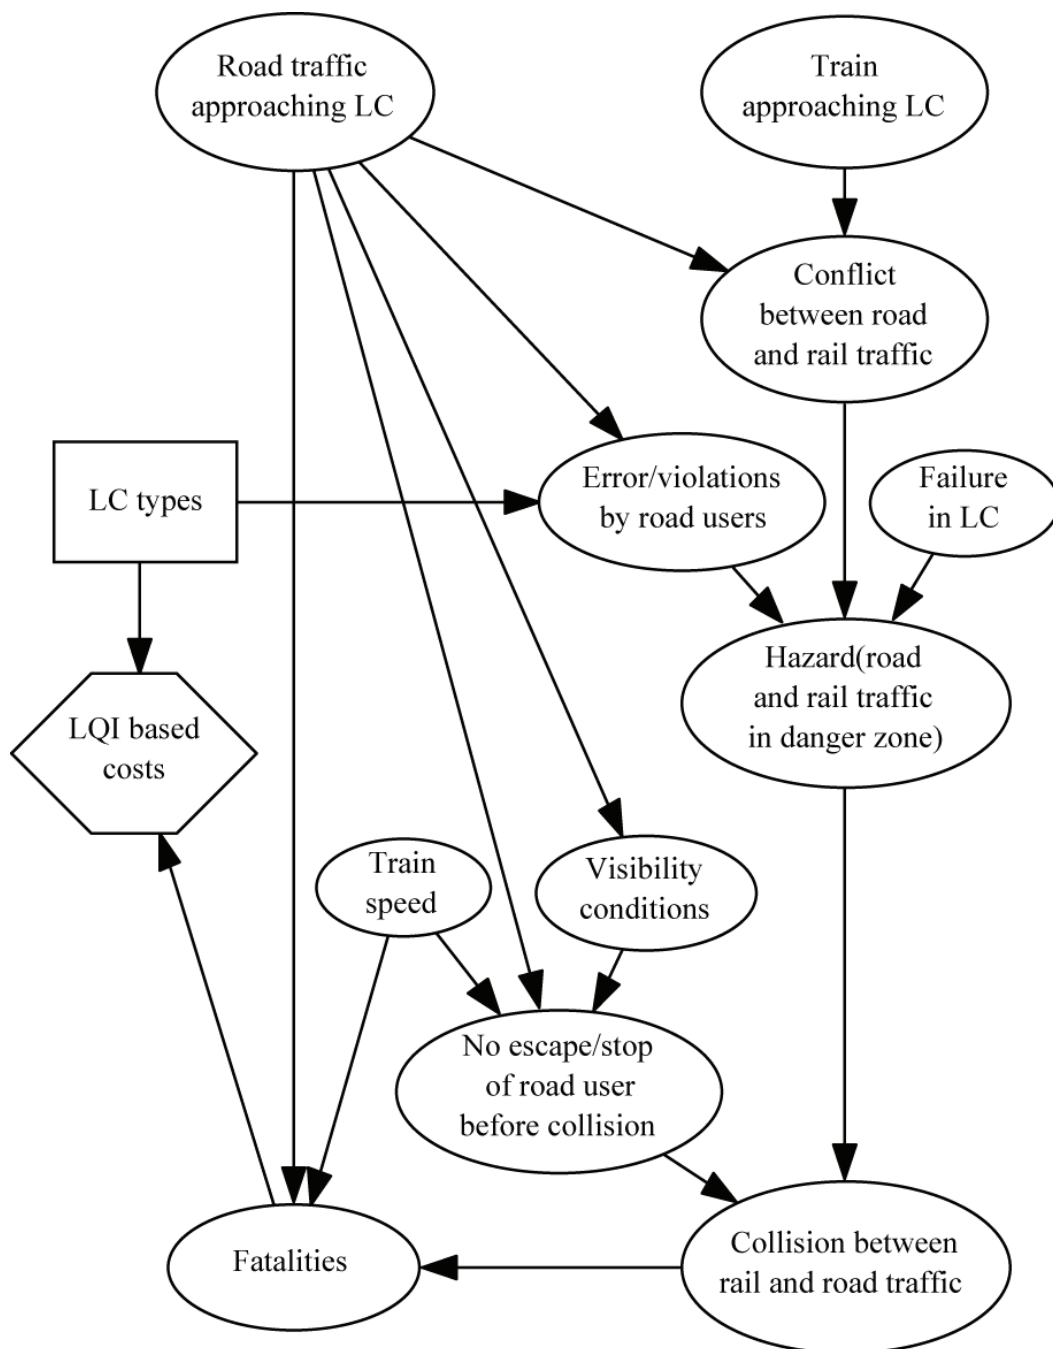 Road traffic
approaching LC
Train
approaching LC
Conflict
between road
and rail traffic
LC types
Error/violations
by road users
Failure
in LC
Hazard(road
and rail traffic
in danger zone)
LQI based
costs
Train
speed
Visibility
conditions
No escape/stop
of road user
before collision
Fatalities
Collision between
rail and road traffic